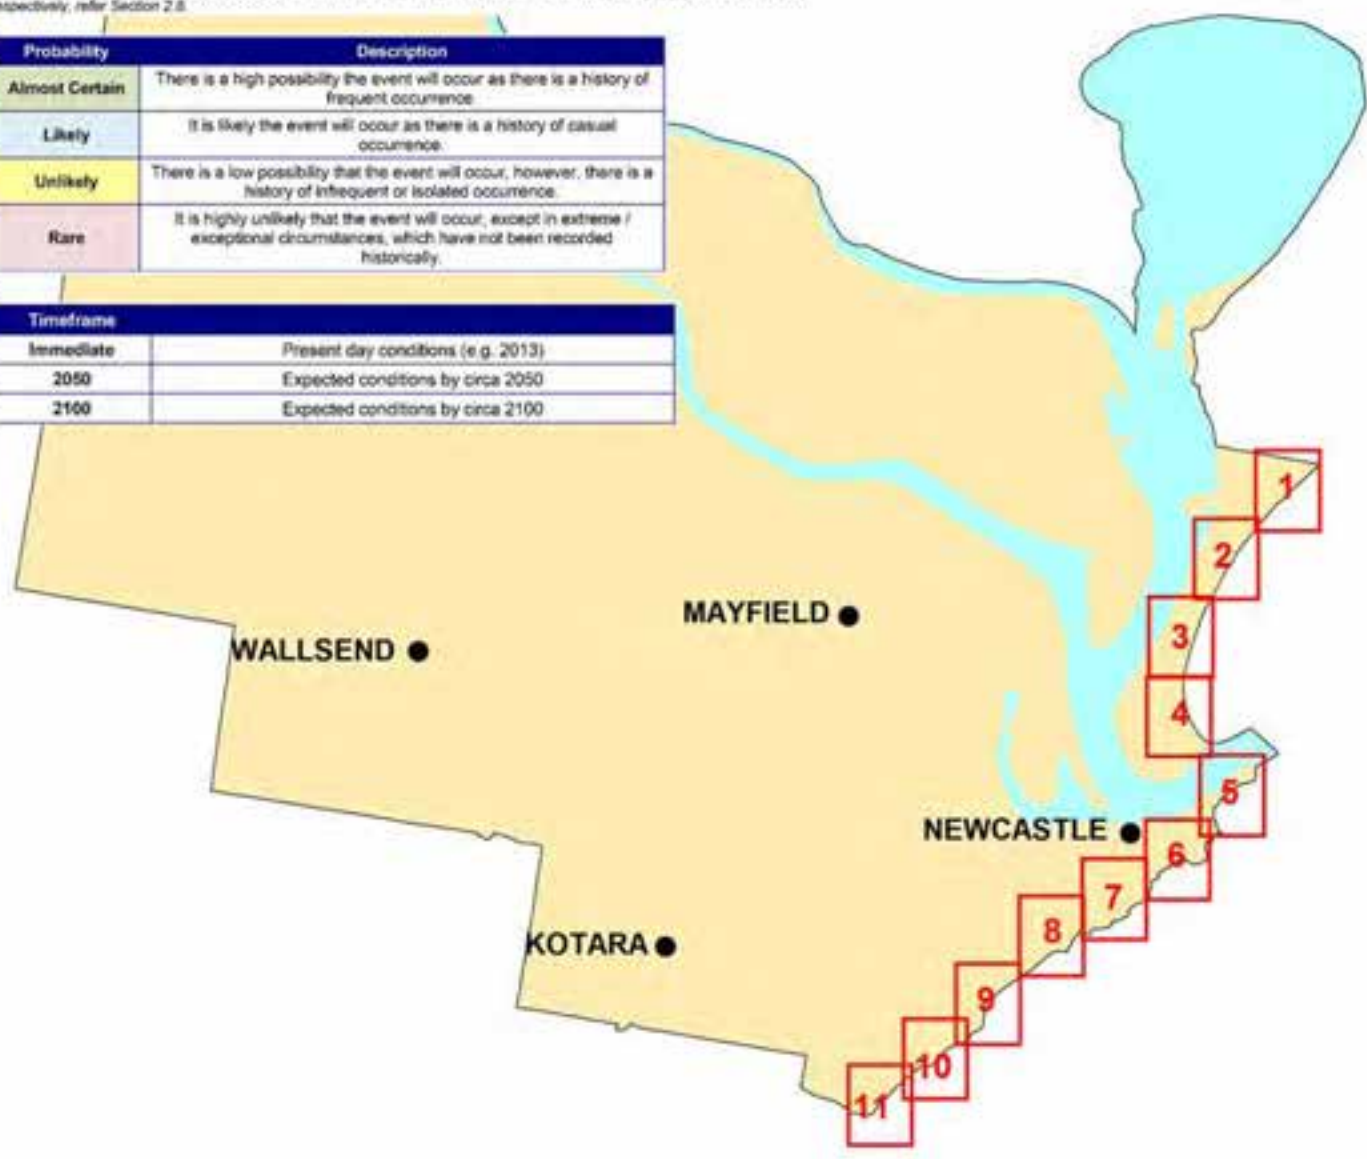 respectively, refer Section 2.6
Probability Description
Almost Certain There is a high possibility the event will occur as there is a history of
frequent occurrence
Likely It is likely the event will occur as there is a history of casual
occurrence.
Unlikely There is a low possibility that the event will occur, however, there is a
history of infrequent or isolated occurrence.
Rare It is highly unlikely that the event will occur, except in extreme /
exceptional circumstances, which have not been recorded
historically.
Timeframe
Immediate Present day conditions (e.g. 2013)
2050 Expected conditions by circa 2050
2100 Expected conditions by circa 2100
1
2
MAYFIELD
3
WALLSEND
4
5
NEWCASTLE
6
7
8
KOTARA
9
10
11